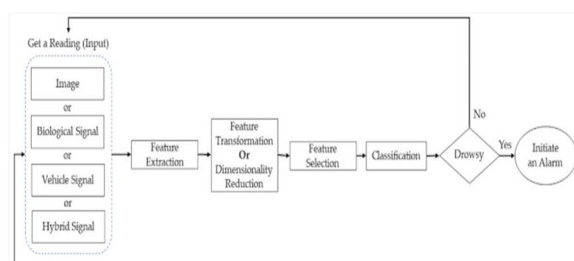 Get a Reading (Input)
Image
or
Biological Signal
or
Vehicle Signal
or
Hybrid Signal
Feature
Extraction
Feature
Transformation
Or
Dimensionality
Reduction
Feature
Selection
Classification
Drowsy
No
Yes
Initiate
an Alarm